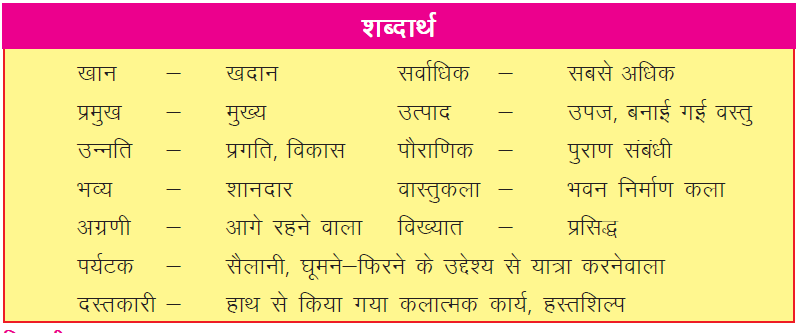 शब्दार्थ
खान – खदान सर्वाधिक – सबसे अधिक
प्रमुख – मुख्य उत्पाद – उपज, बनाई गई वस्तु
उन्नति – प्रगति, विकास पौराणिक – पुराण संबंधी
भव्य – शानदार वास्तुकला – भवन निर्माण कला
अग्रणी – आगे रहने वाला विख्यात – प्रसिद्ध
पर्यटक – सैलानी, घूमने–फिरने के उद्देश्य से यात्रा करनेवाला
दस्तकारी – हाथ से किया गया कलात्मक कार्य, हस्तशिल्प